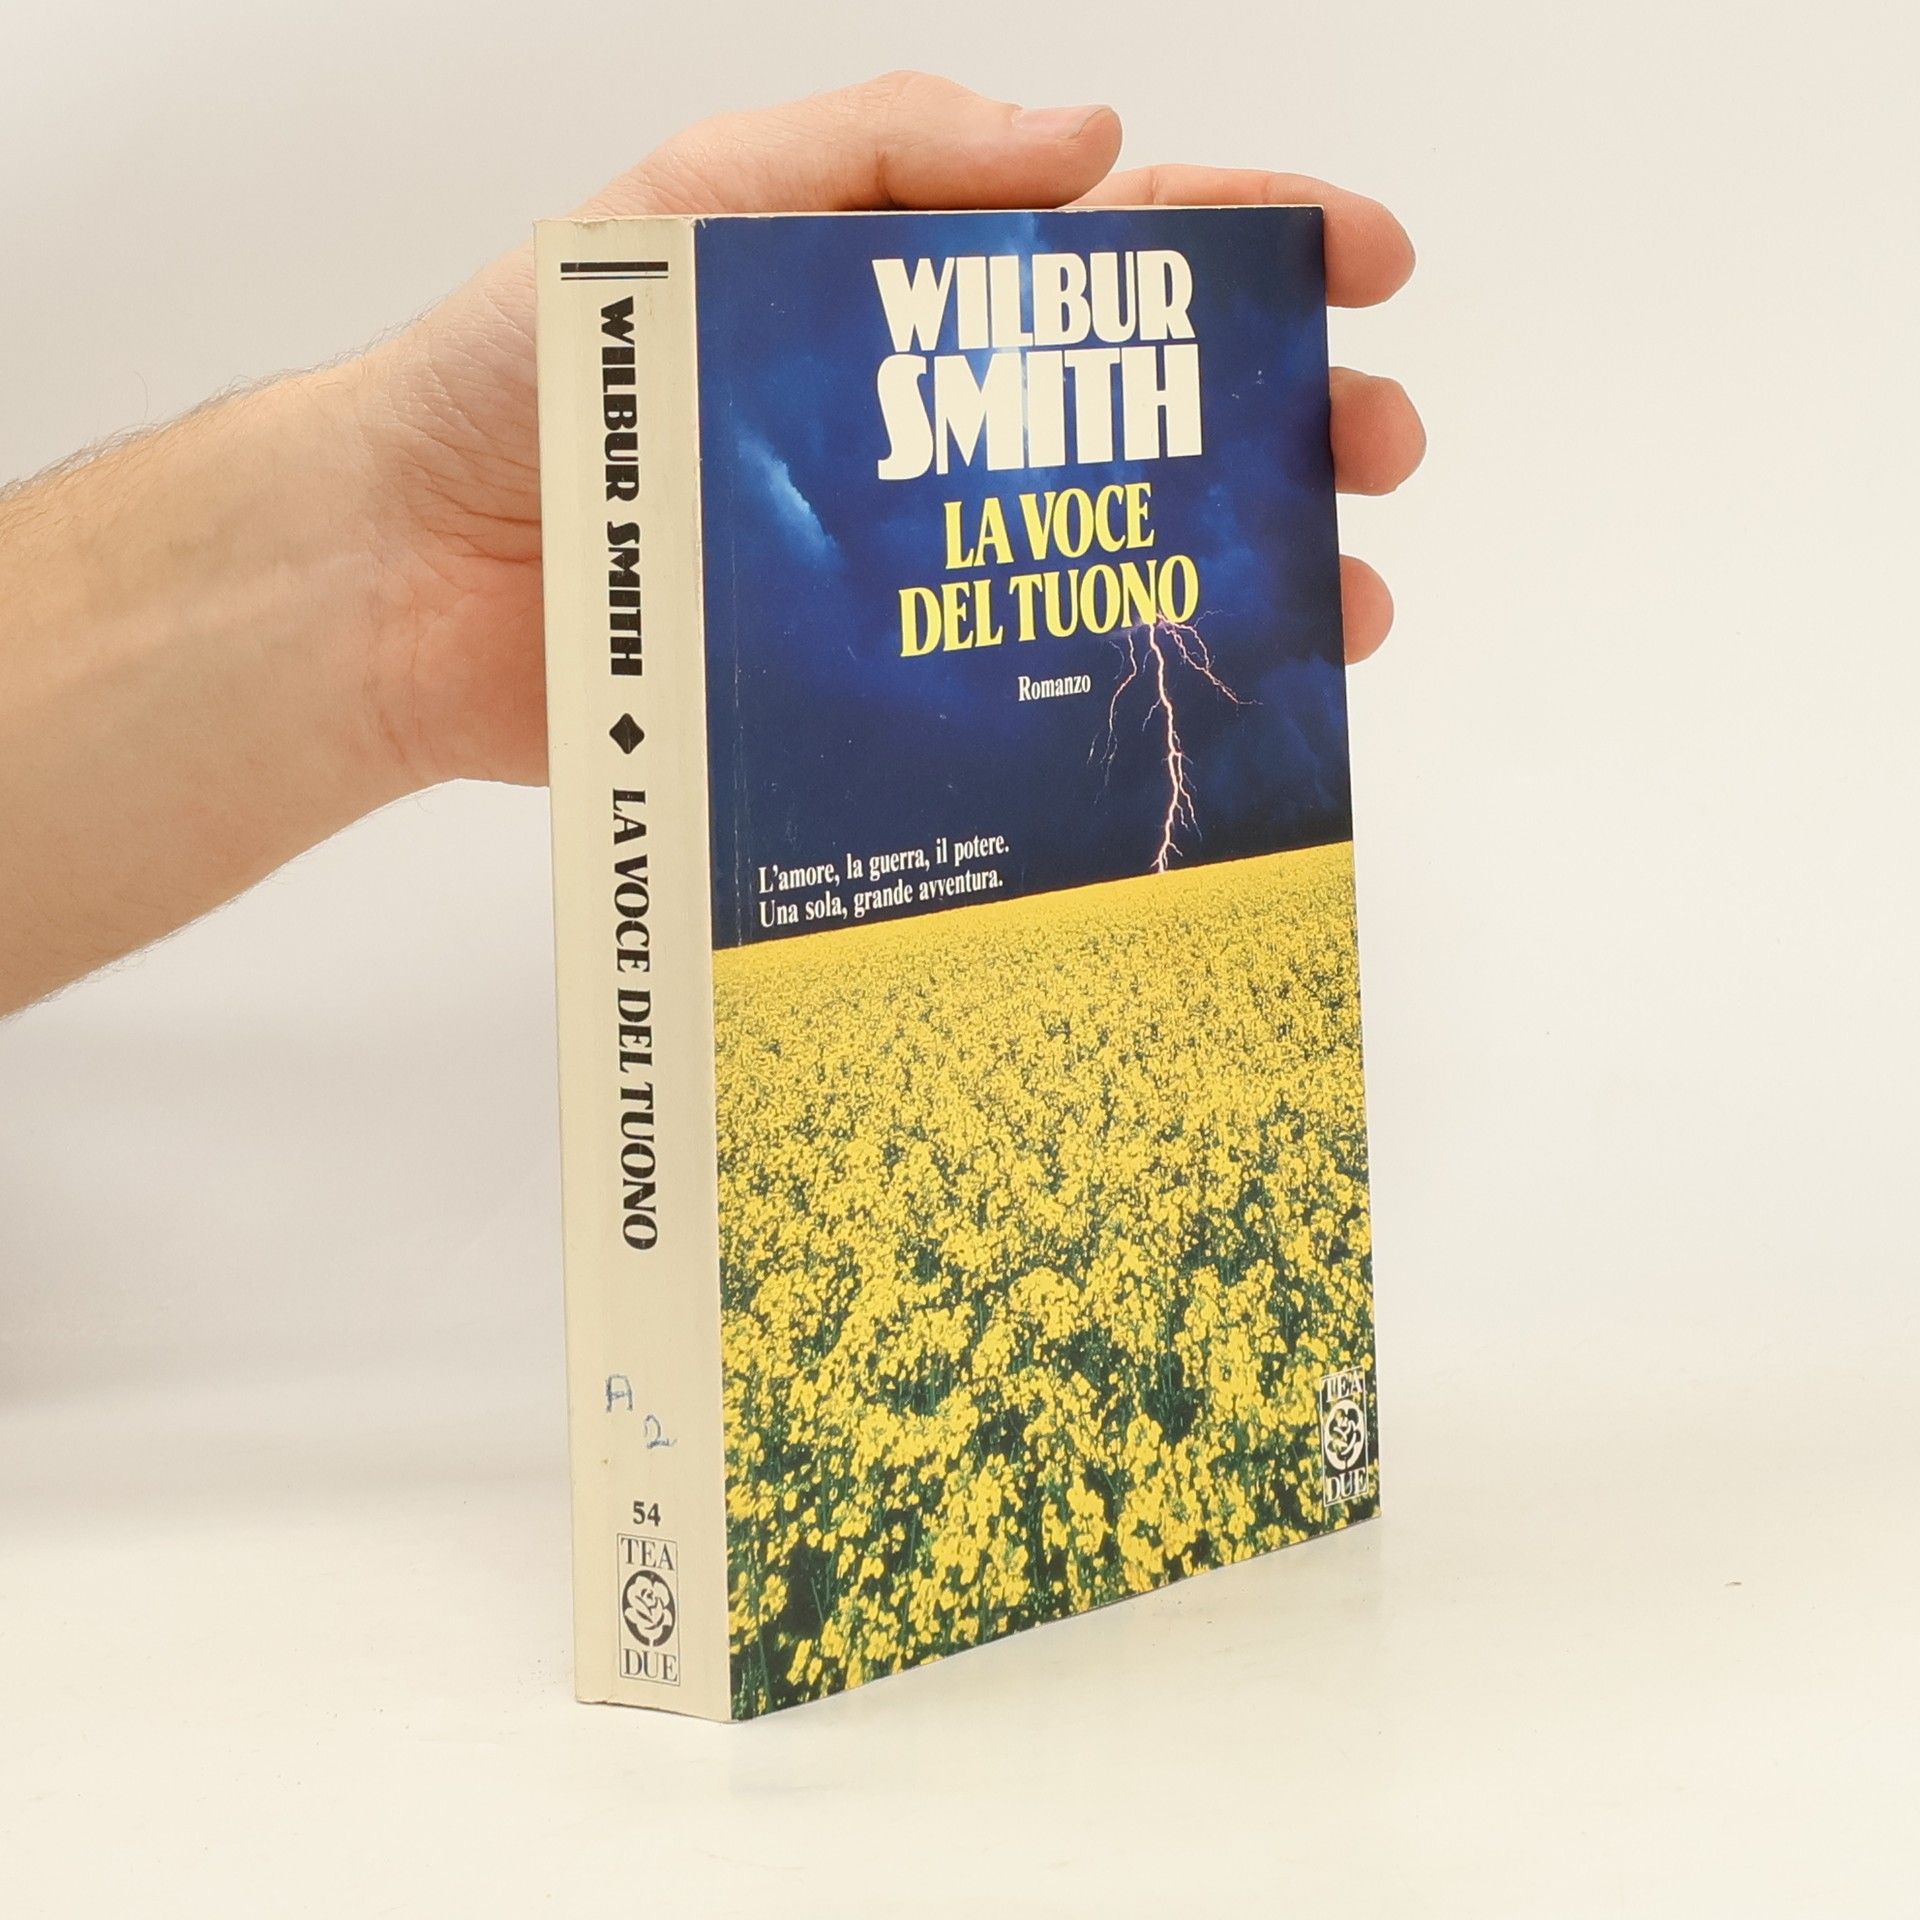 WILBUR SMITH ◆ LA VOCE DEL TUONO
A
2
54
TEA
DUE
WILBUR
SMITH
LA VOCE
DEL TUONO
Romanzo
L'amore, la guerra, il potere.
Una sola, grande avventura.
TEA
DUE